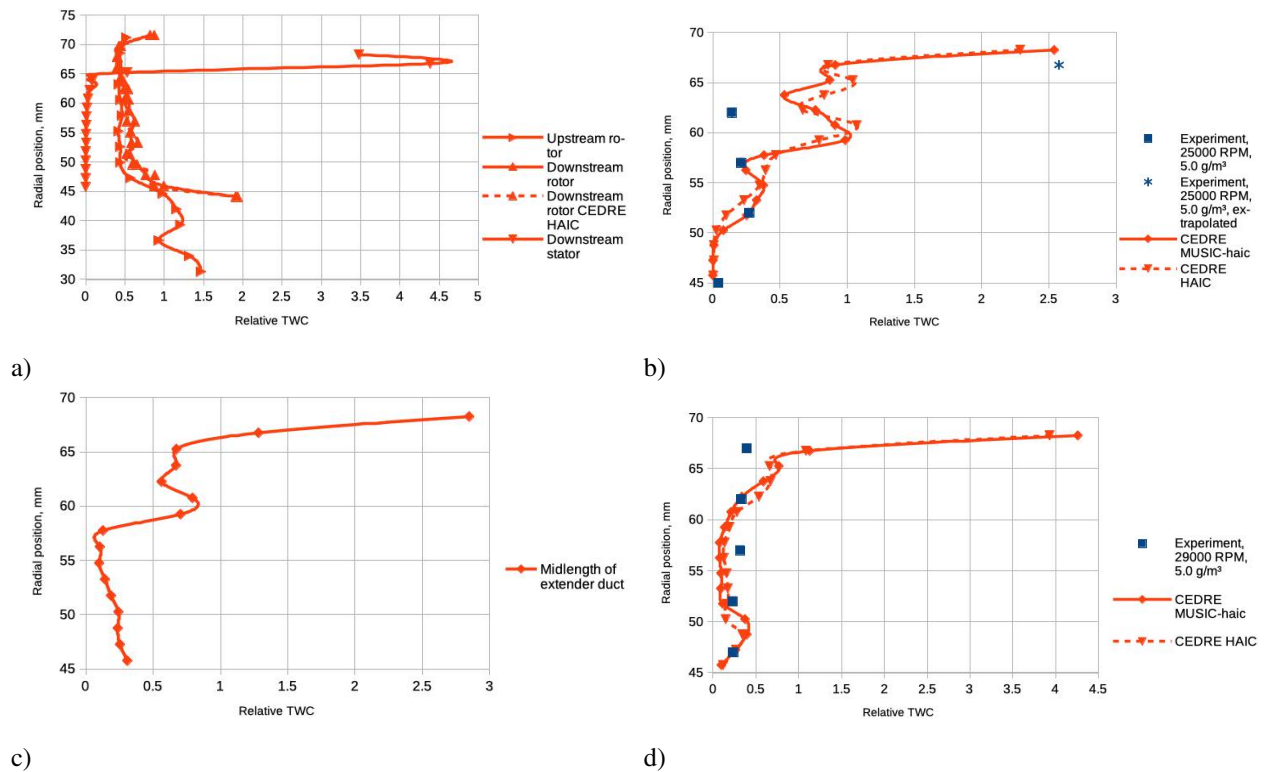 75
70
65
60
55
50
45
40
35
30
0 0.5 1 1.5 2 2.5 3 3.5 4 4.5 5
Radial position, mm
Relative TWC
Upstream ro-
tor
Downstream
rotor
Downstream
rotor CEDRE
HAIC
Downstream
stator
a)
70
65
60
55
50
45
0 0.5 1 1.5 2 2.5 3
Radial position, mm
Relative TWC
Experiment,
25000 RPM,
5.0 g/m³
Experiment,
25000 RPM,
5.0 g/m³, ex-
trapolated
CEDRE
MUSIC-haic
CEDRE
HAIC
b)
70
65
60
55
50
45
0 0.5 1 1.5 2 2.5 3
Radial position, mm
Relative TWC
Midlength of
extender duct
c)
70
65
60
55
50
45
0 0.5 1 1.5 2 2.5 3 3.5 4 4.5
Radial position, mm
Relative TWC
Experiment,
29000 RPM,
5.0 g/m³
CEDRE
MUSIC-haic
CEDRE HAIC
d)